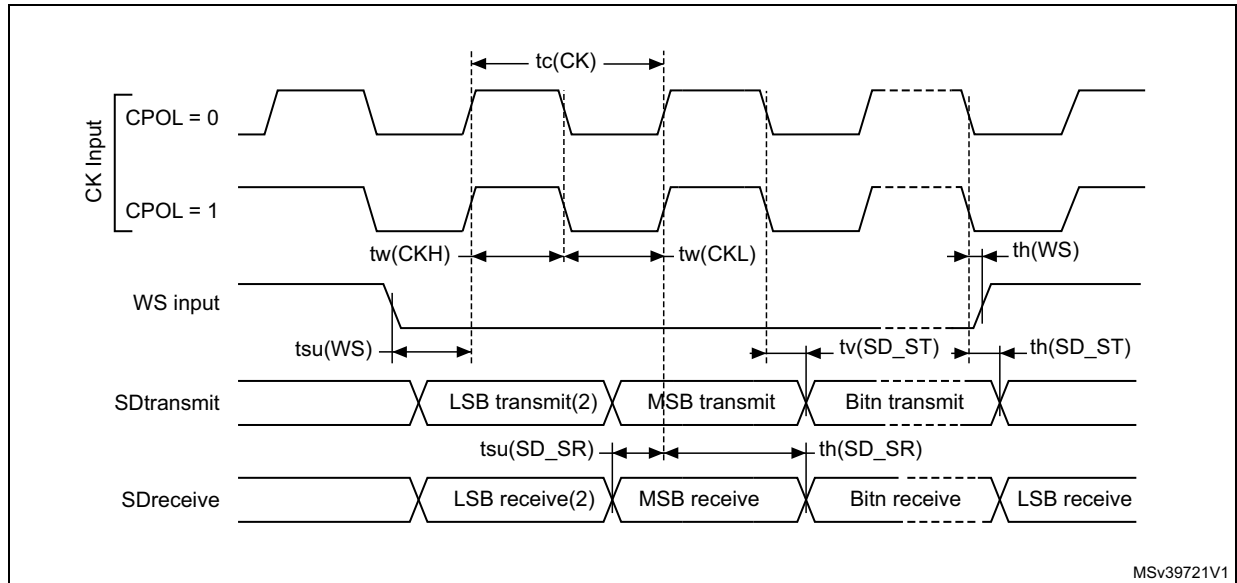 tc(CK)
CK Input
CPOL = 0
CPOL = 1
tw(CKH)
tw(CKL)
th(WS)
WS input
tsu(WS)
tv(SD_ST)
th(SD_ST)
SDtransmit
LSB transmit(2)
MSB transmit
Bitn transmit
tsu(SD_SR)
th(SD_SR)
SDreceive
LSB receive(2)
MSB receive
Bitn receive
LSB receive
MSv39721V1